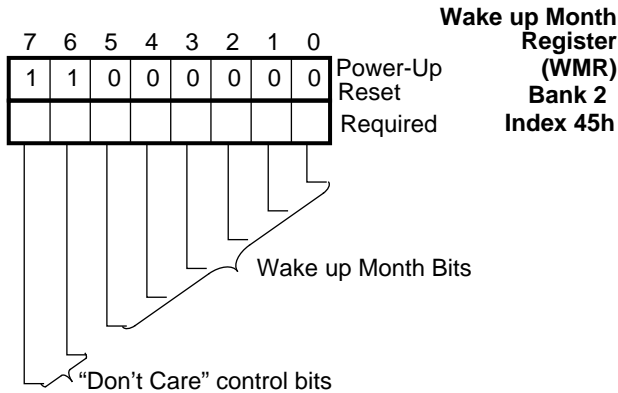 Wake up Month
Register
(WMR)
Bank 2
Index 45h
7 6 5 4 3 2 1 0
1 1 0 0 0 0 0 0 Power-Up
Reset
Required
Wake up Month Bits
“Don’t Care” control bits